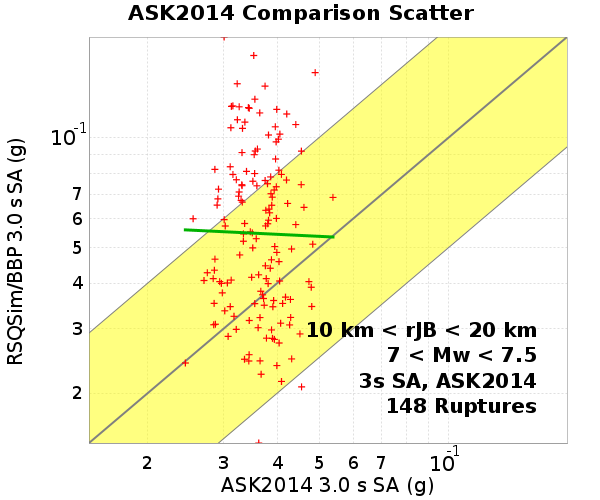 ASK2014 Comparison Scatter
RSQSim/BBP 3.0 s SA (g)
10⁻¹
7
6
5
4
3
2
10 km < rJB < 20 km
7 < Mw < 7.5
3s SA, ASK2014
148 Ruptures
2 3 4 5 6 7 10⁻¹
ASK2014 3.0 s SA (g)